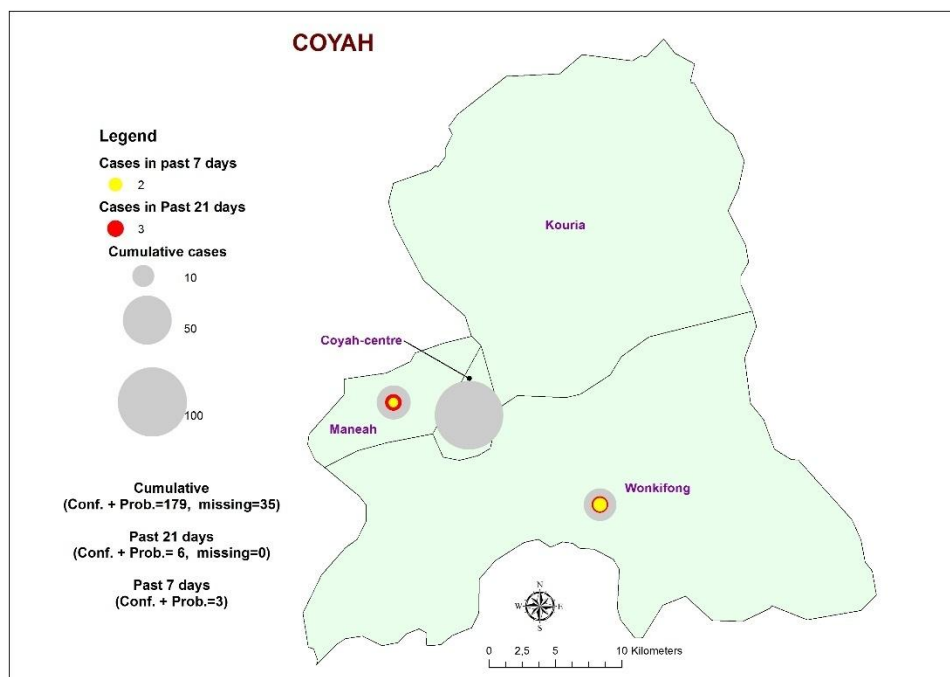 COYAH
Legend
Cases in past 7 days
2
Cases in Past 21 days
3
Cumulative cases
10
50
100
Cumulative
(Conf. + Prob.=179, missing=35)
Past 21 days
(Conf. + Prob.= 6, missing=0)
Past 7 days
(Conf. + Prob.=3)
Kouria
Coyah-centre
Maneah
Wonkifong
N
W E
S
0 2,5 5 10 Kilometers